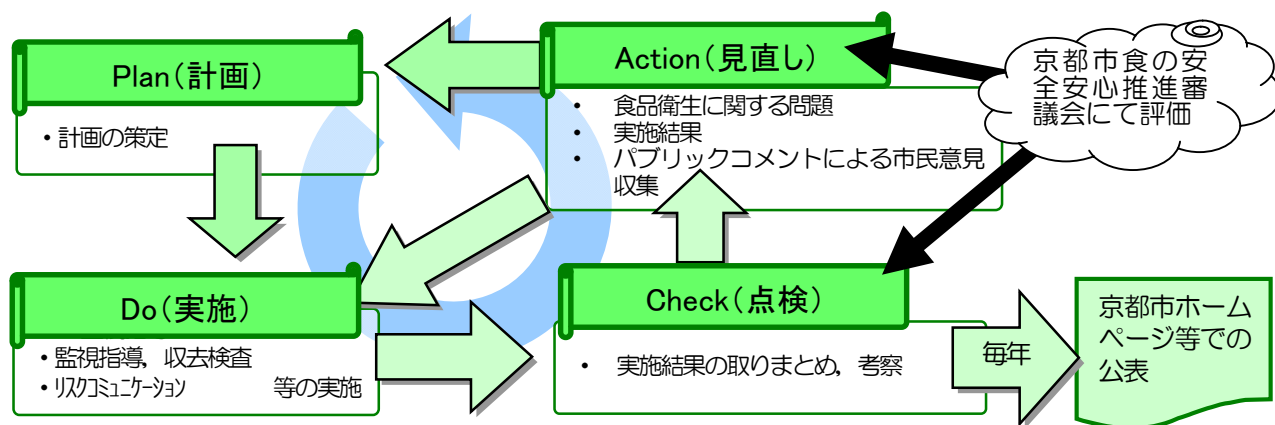 Plan(計画)
・計画の策定
Action(見直し)
・ 食品衛生に関する問題
・ 実施結果
・ パブリックコメントによる市民意見
収集
京都市食の安
全安心推進審
議会にて評価
Do(実施)
・監視指導，収去検査
・ﾘｽｸｺﾐｭﾆｹｰｼｮﾝ 等の実施
Check(点検)
・ 実施結果の取りまとめ，考察
毎年
京都市ホーム
ページ等での
公表